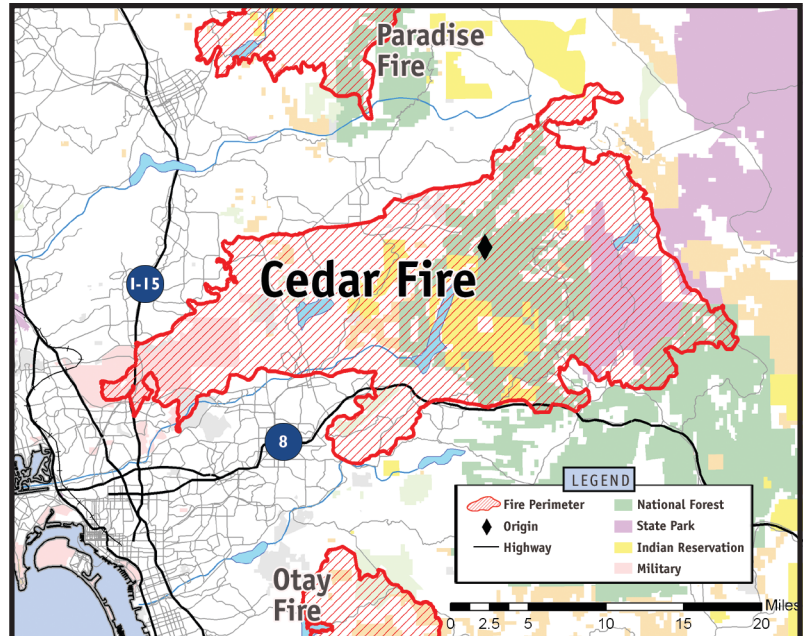 Paradise
Fire
I-15
Cedar Fire
8
LEGEND
Fire Perimeter
National Forest
Origin
State Park
Highway
Indian Reservation
Military
Otay
Fire
Miles
0 2.5 5 10 15 20